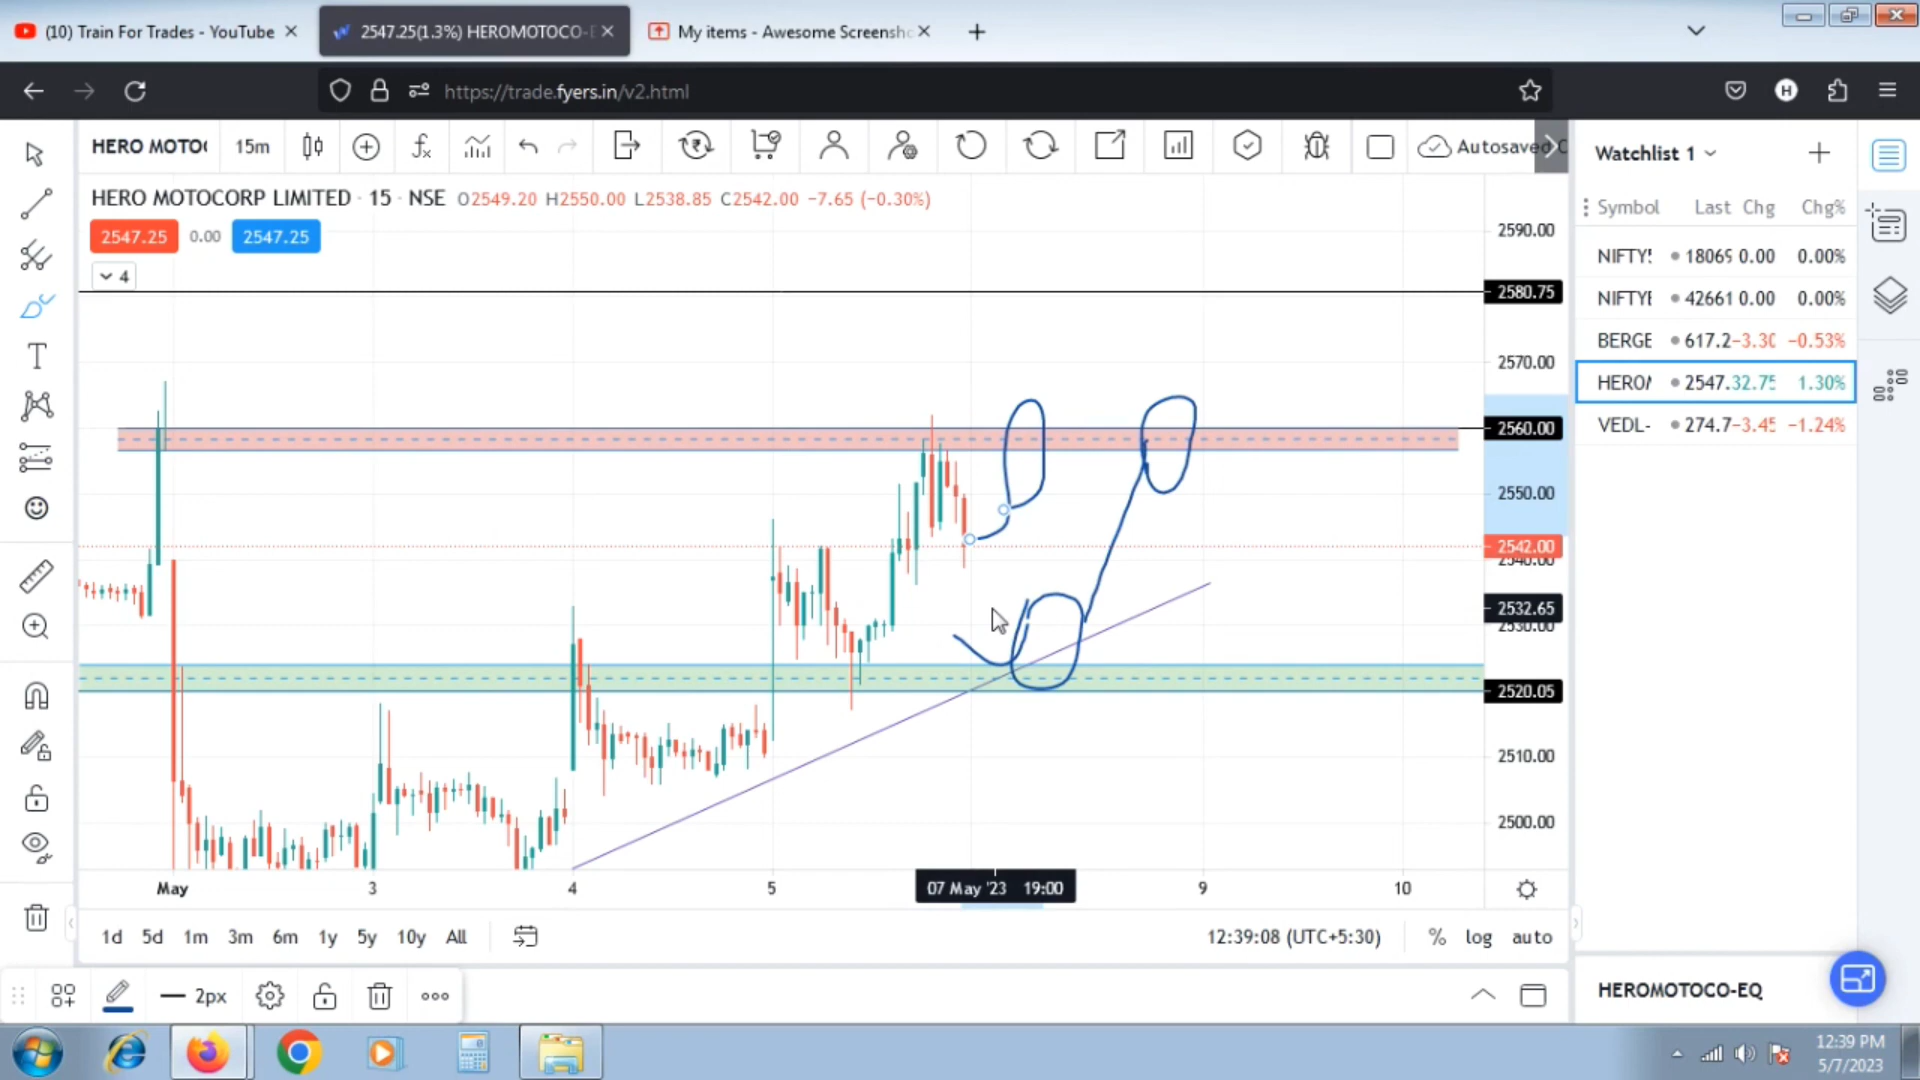 (10) Train For Trades - YouTube
2547.25(1.3%) HEROMOTOCO-E
My items - Awesome Screensho
https://trade.fyers.in/v2.html
HERO MOTO(
15m
Autosaved C
HERO MOTOCORP LIMITED · 15 · NSE O2549.20 H2550.00 L2538.85 C2542.00 −7.65 (−0.30%)
2547.25 0.00 2547.25
4
2590.00
2580.75
2570.00
2560.00
2550.00
2542.00
2540.00
2532.65
2530.00
2520.05
2510.00
2500.00
May 3 4 5 07 May '23 19:00 9 10
1d 5d 1m 3m 6m 1y 5y 10y All
12:39:08 (UTC+5:30) % log auto
2px
Watchlist 1
Symbol Last Chg Chg%
NIFTY! 18069 0.00 0.00%
NIFTYE 42661 0.00 0.00%
BERGE 617.2 −3.30 −0.53%
HERO 2547. 32.75 1.30%
VEDL- 274.7 −3.45 −1.24%
HEROMOTOCO-EQ
12:39 PM
5/7/2023